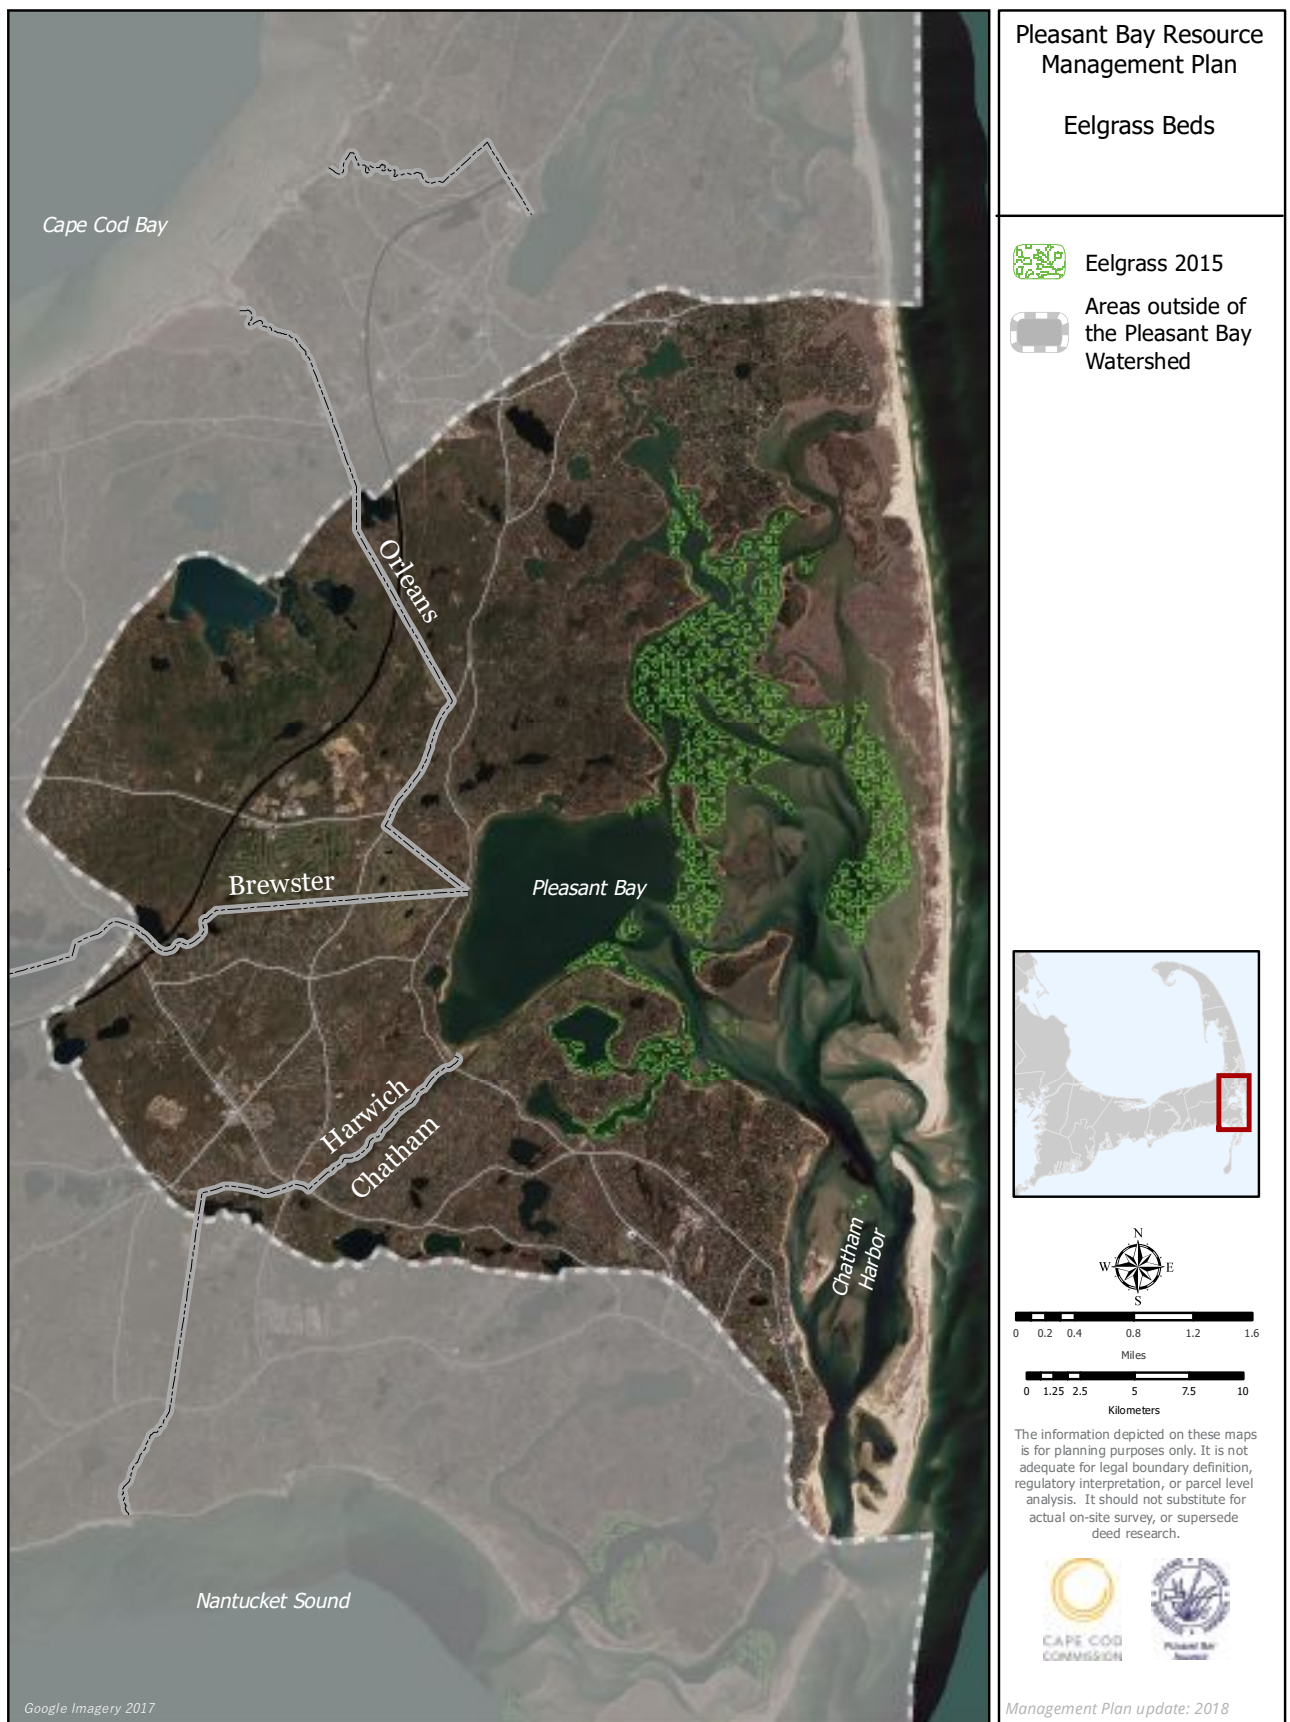 Pleasant Bay Resource
Management Plan
Eelgrass Beds
Eelgrass 2015
Areas outside of
the Pleasant Bay
Watershed
Cape Cod Bay
Orleans
Brewster
Pleasant Bay
Harwich
Chatham
Chatham
Harbor
Nantucket Sound
Google Imagery 2017
N
W E
S
0 0.2 0.4 0.8 1.2 1.6
Miles
0 1.25 2.5 5 7.5 10
Kilometers
The information depicted on these maps
is for planning purposes only. It is not
adequate for legal boundary definition,
regulatory interpretation, or parcel level
analysis. It should not substitute for
actual on-site survey, or supersede
deed research.
CAPE COD
COMMISSION
Pleasant Bay
Management Plan update: 2018